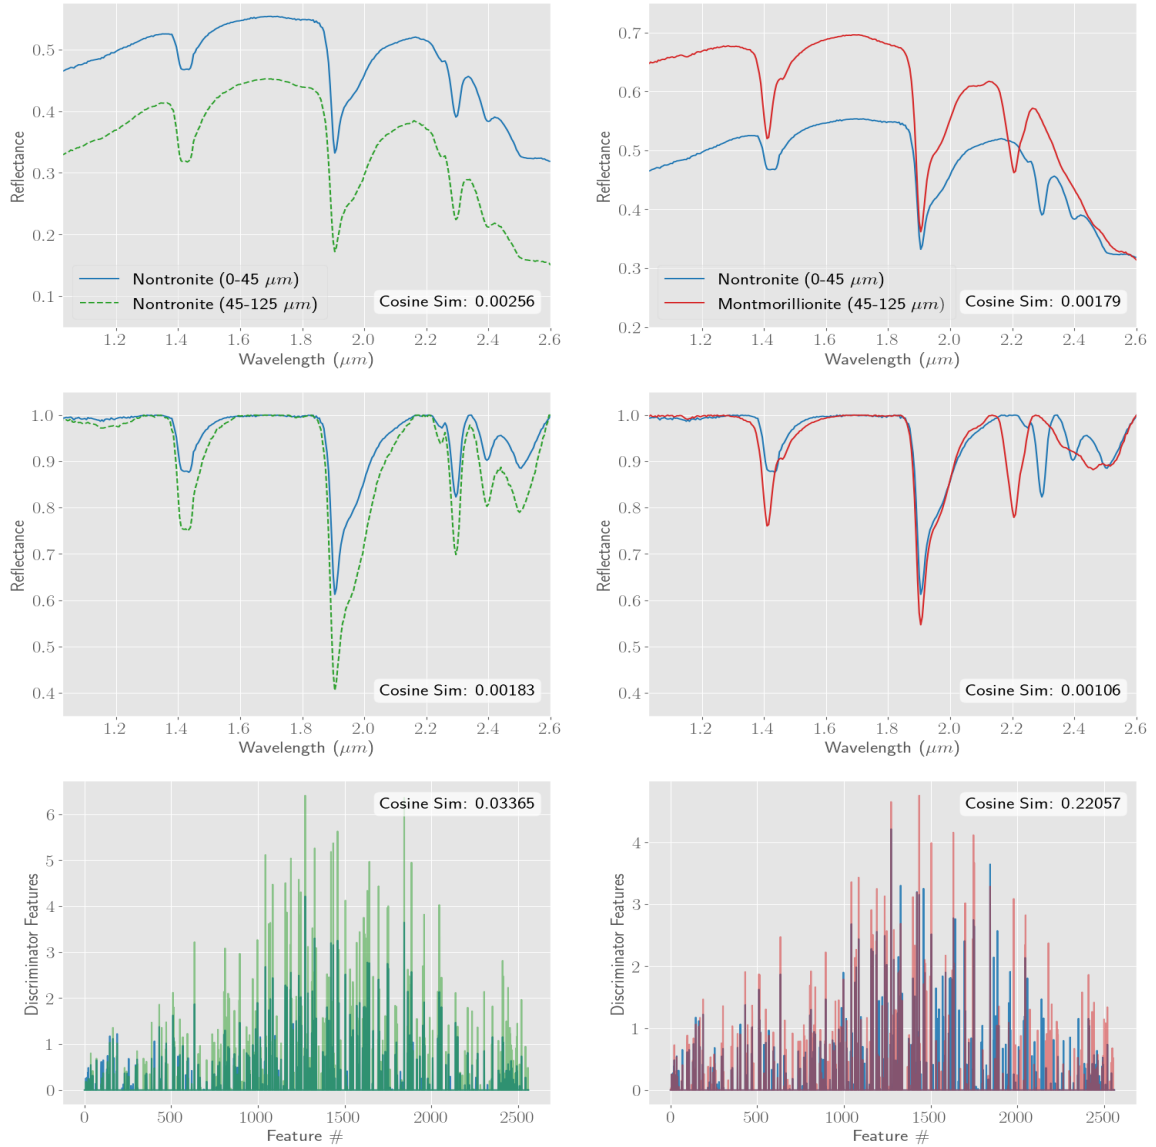 0.5
0.4
0.3
0.2
0.1
Reflectance
Nontronite (0-45 μm)
Nontronite (45-125 μm)
Cosine Sim: 0.00256
1.2 1.4 1.6 1.8 2.0 2.2 2.4 2.6
Wavelength (μm)
0.7
0.6
0.5
0.4
0.3
0.2
Reflectance
Nontronite (0-45 μm)
Montmorillionite (45-125 μm)
Cosine Sim: 0.00179
1.2 1.4 1.6 1.8 2.0 2.2 2.4 2.6
Wavelength (μm)
1.0
0.9
0.8
0.7
0.6
0.5
0.4
Reflectance
Cosine Sim: 0.00183
1.2 1.4 1.6 1.8 2.0 2.2 2.4 2.6
Wavelength (μm)
1.0
0.9
0.8
0.7
0.6
0.5
0.4
Reflectance
Cosine Sim: 0.00106
1.2 1.4 1.6 1.8 2.0 2.2 2.4 2.6
Wavelength (μm)
6
5
4
3
2
1
0
Discriminator Features
Cosine Sim: 0.03365
0 500 1000 1500 2000 2500
Feature #
4
3
2
1
0
Discriminator Features
Cosine Sim: 0.22057
0 500 1000 1500 2000 2500
Feature #